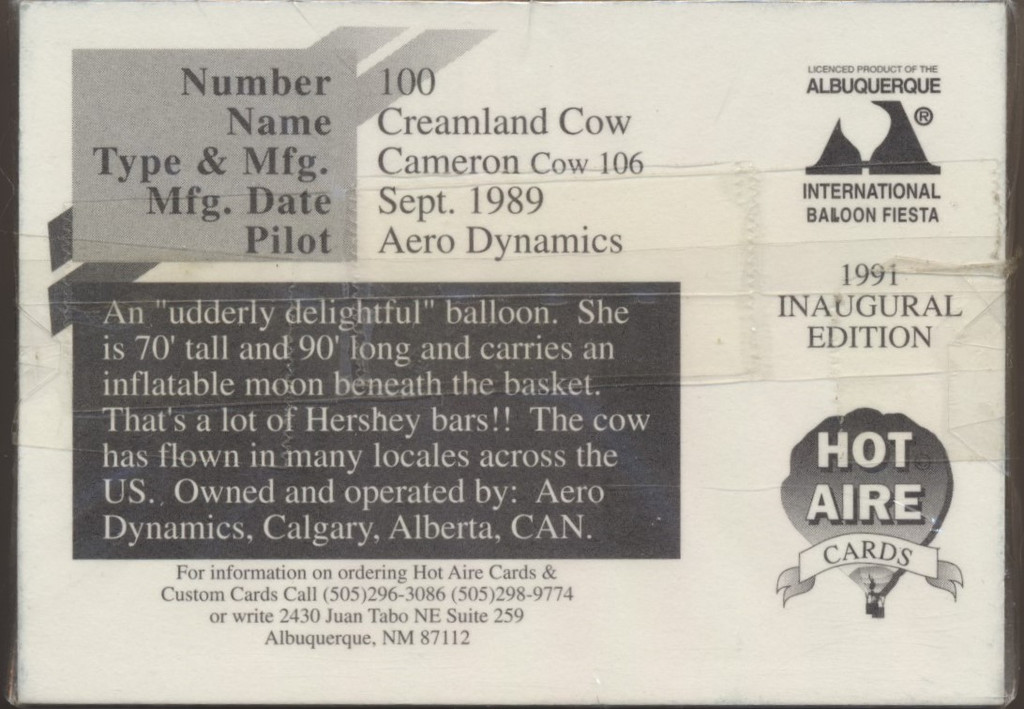 Number 100
Name Creamland Cow
Type & Mfg. Cameron Cow 106
Mfg. Date Sept. 1989
Pilot Aero Dynamics
An "udderly delightful" balloon. She
is 70' tall and 90' long and carries an
inflatable moon beneath the basket.
That's a lot of Hershey bars!! The cow
has flown in many locales across the
US. Owned and operated by: Aero
Dynamics, Calgary, Alberta, CAN.
For information on ordering Hot Aire Cards &
Custom Cards Call (505)296-3086 (505)298-9774
or write 2430 Juan Tabo NE Suite 259
Albuquerque, NM 87112
LICENCED PRODUCT OF THE
ALBUQUERQUE
®
INTERNATIONAL
BALOON FIESTA
1991
INAUGURAL
EDITION
HOT
AIRE
CARDS